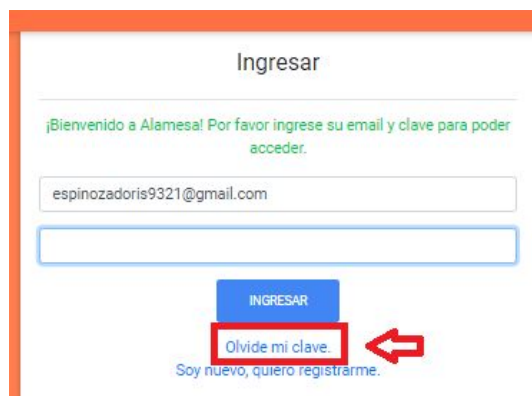 Ingresar
¡Bienvenido a Alamesa! Por favor ingrese su email y clave para poder
acceder.
espinozadoris9321@gmail.com
INGRESAR
Olvide mi clave.
Soy nuevo, quiero registrarme.